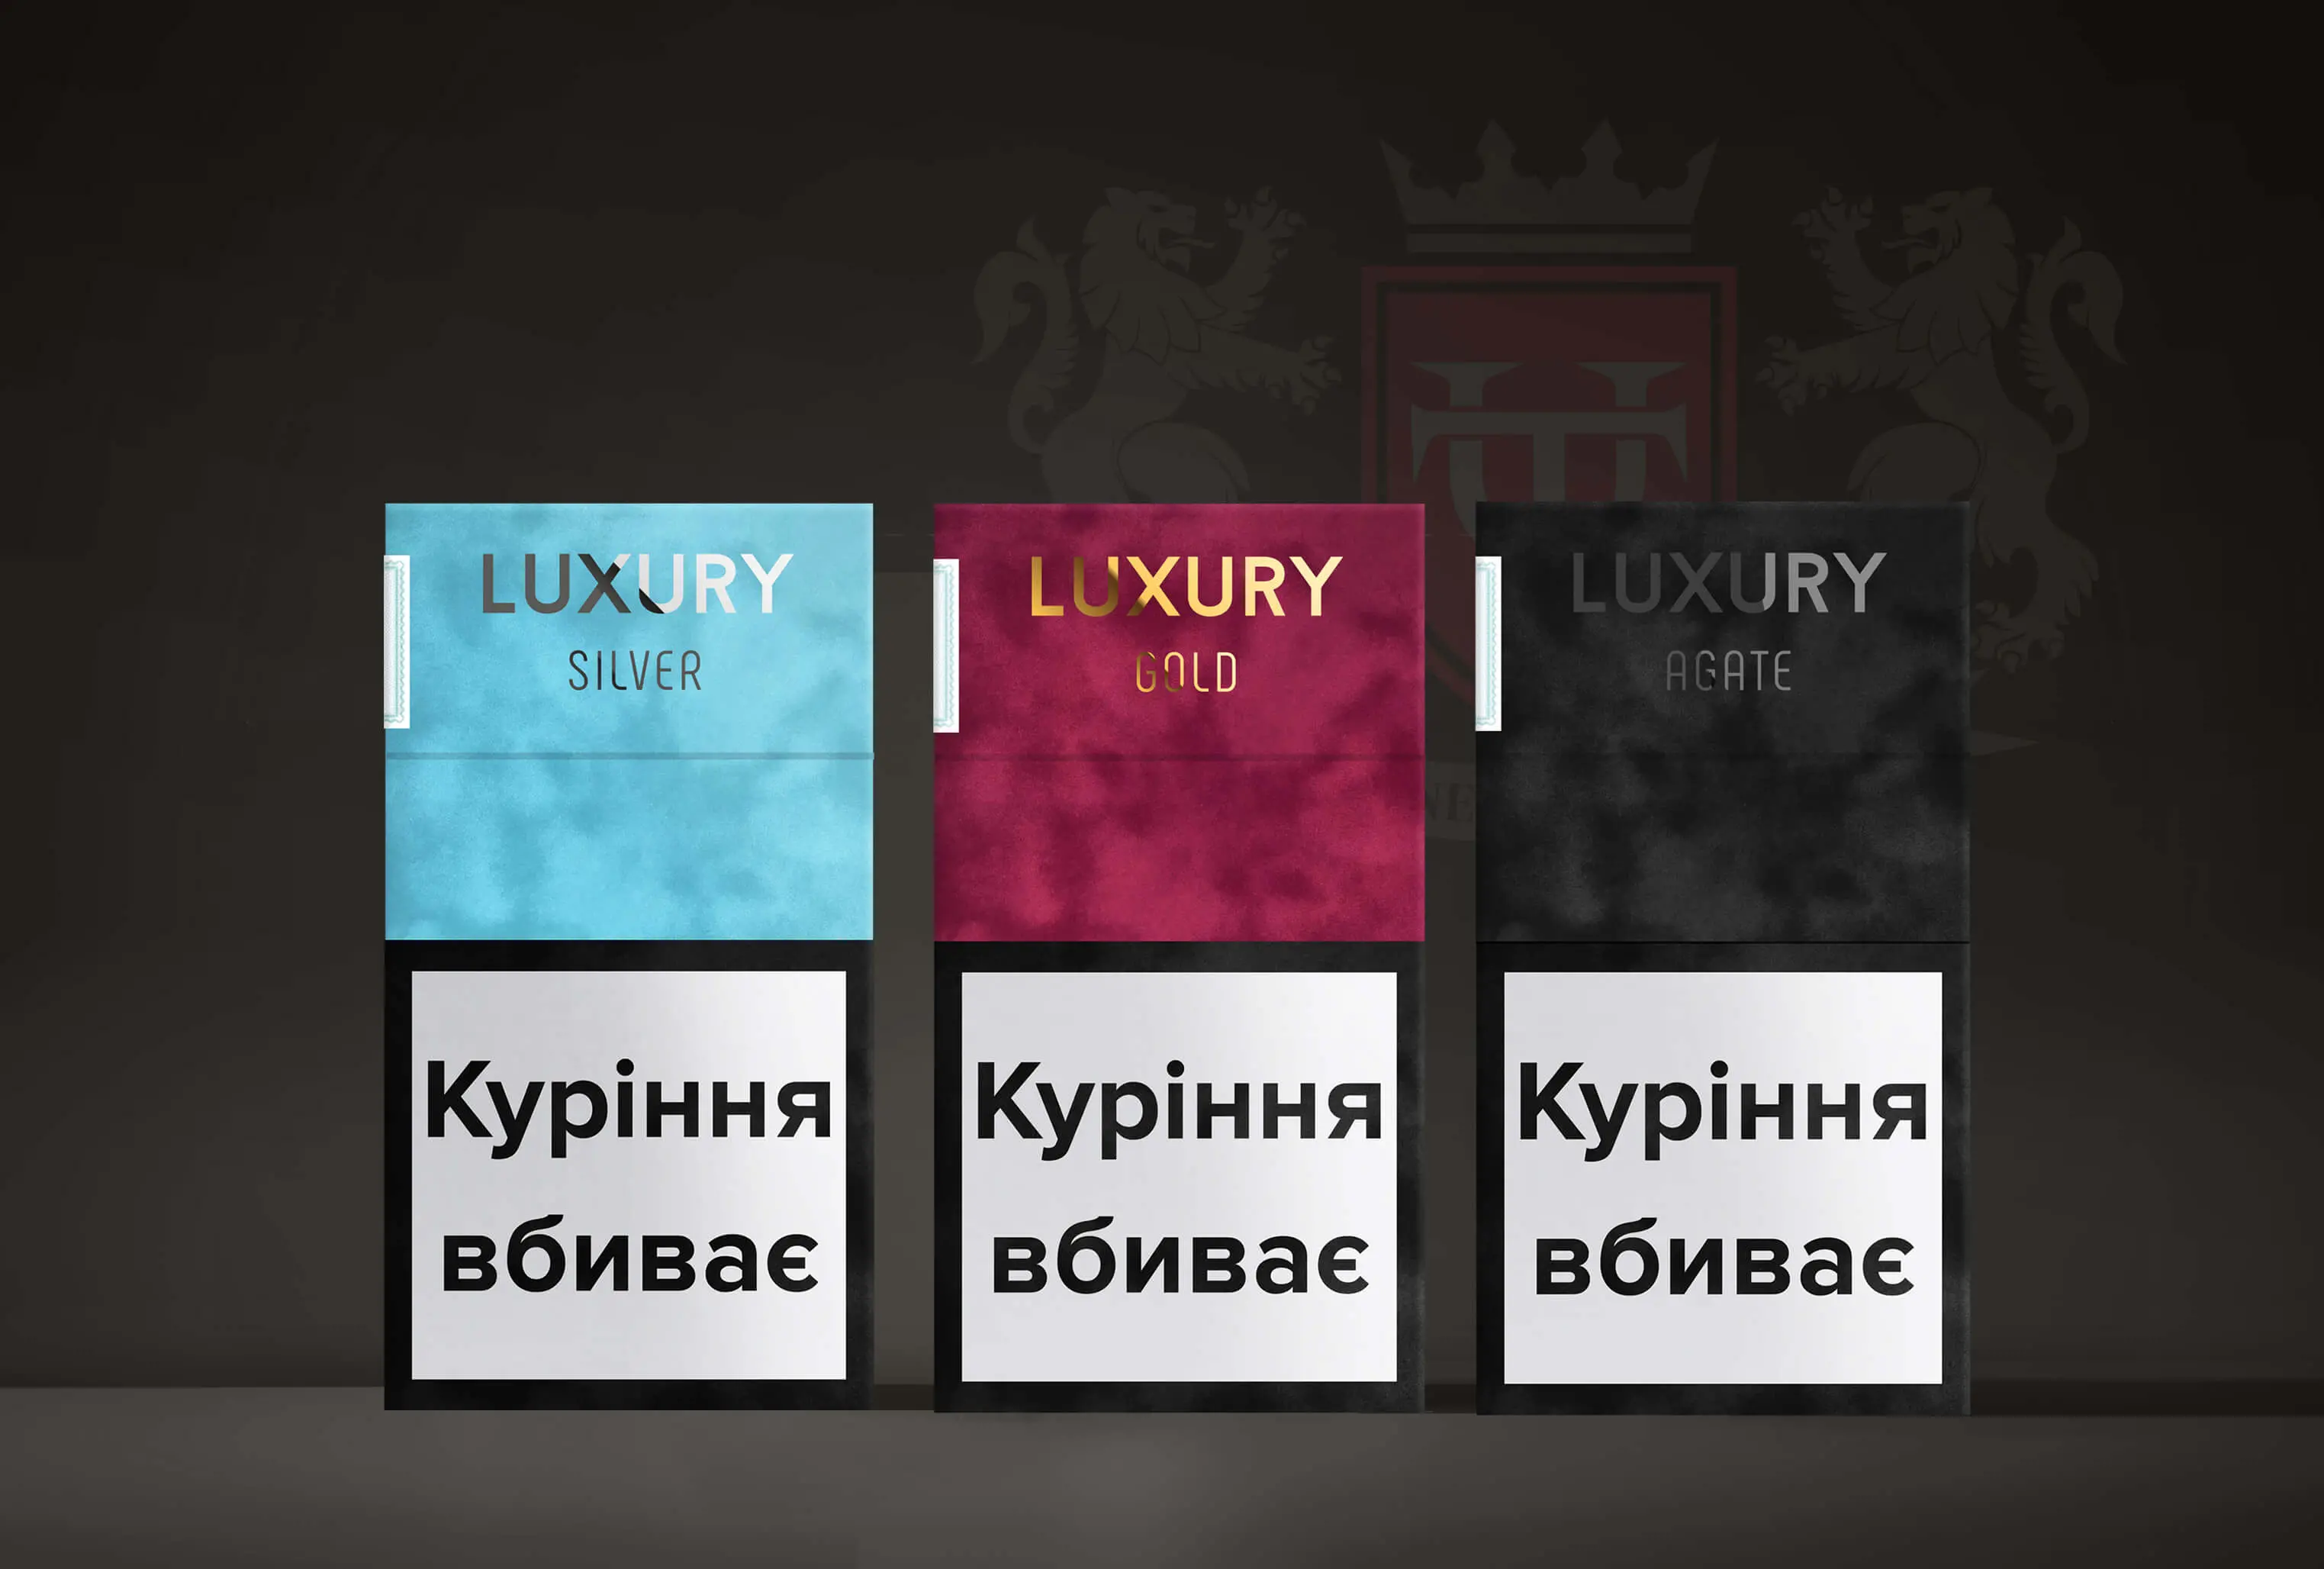 LUXURY
SILVER
Куріння
вбиває
LUXURY
GOLD
Куріння
вбиває
LUXURY
AGATE
Куріння
вбиває